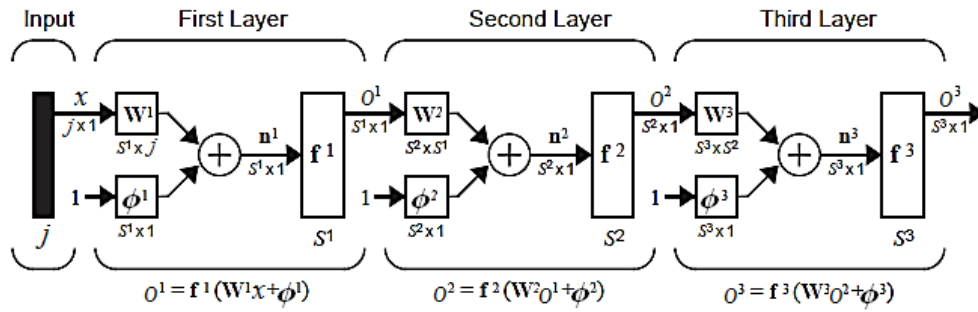 Input First Layer Second Layer Third Layer
x W¹ O¹ W² O² W³ O³
j x 1 S¹ x j S¹ x 1 S² x S¹ S² x 1 S³ x S² S³ x 1
+ n¹ f¹ + n² f² + n³ f³
S¹ x 1 S² x 1 S³ x 1
1 ϕ¹ 1 ϕ² 1 ϕ³
j S¹ x 1 S¹ S² x 1 S² S³ x 1 S³
O¹ = f¹ (W¹x+ϕ¹) O² = f² (W²O¹+ϕ²) O³ = f³ (W³O²+ϕ³)